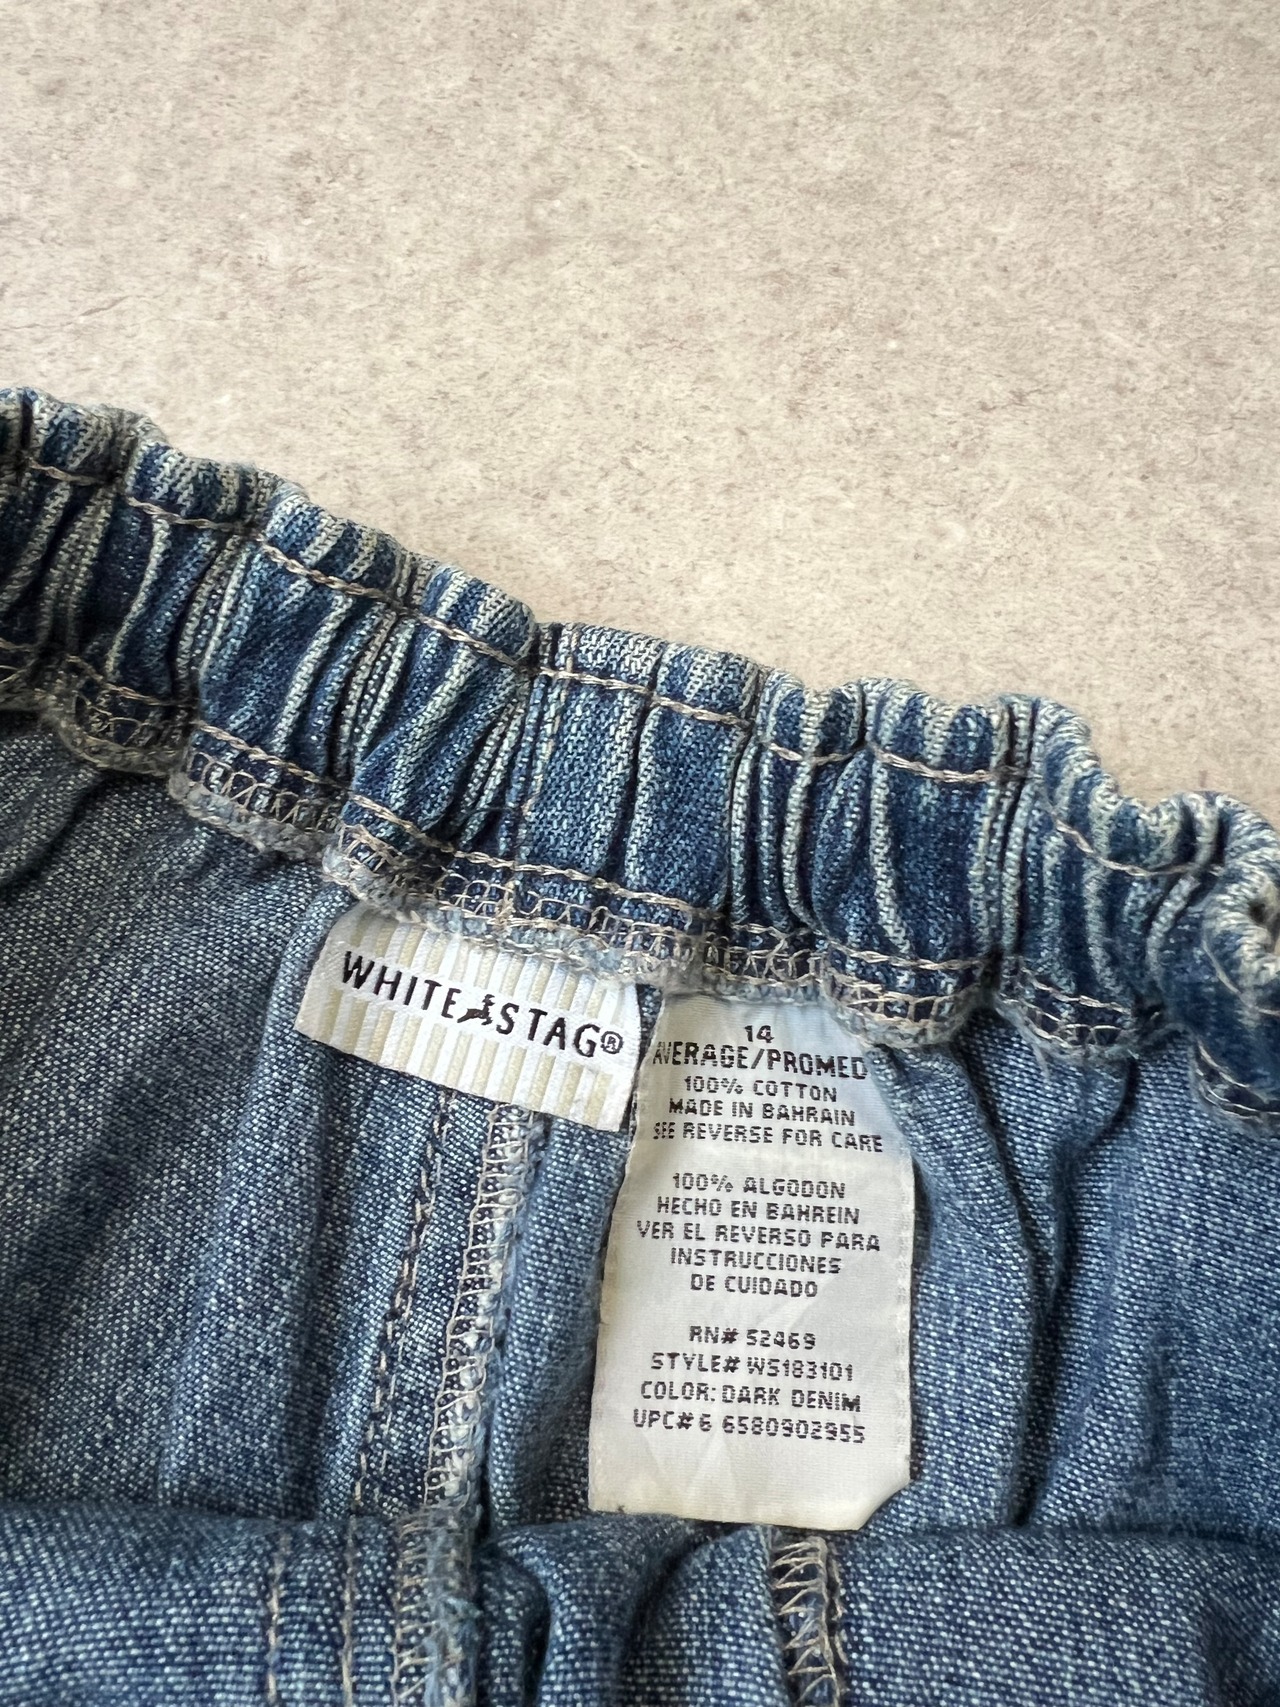 WHITE STAG®
14
AVERAGE/PROMED
100% COTTON
MADE IN BAHRAIN
SEE REVERSE FOR CARE
100% ALGODON
HECHO EN BAHREIN
VER EL REVERSO PARA
INSTRUCCIONES
DE CUIDADO
RN# 52469
STYLE# WS183101
COLOR: DARK DENIM
UPC# 6 6580902955